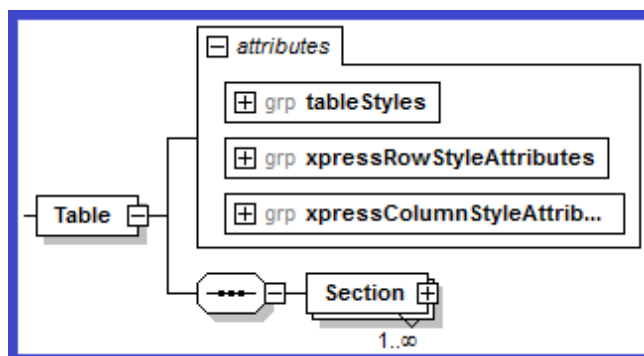 attributes
grp tableStyles
grp xpressRowStyleAttributes
grp xpressColumnStyleAttrib...
Table
Section
1..∞